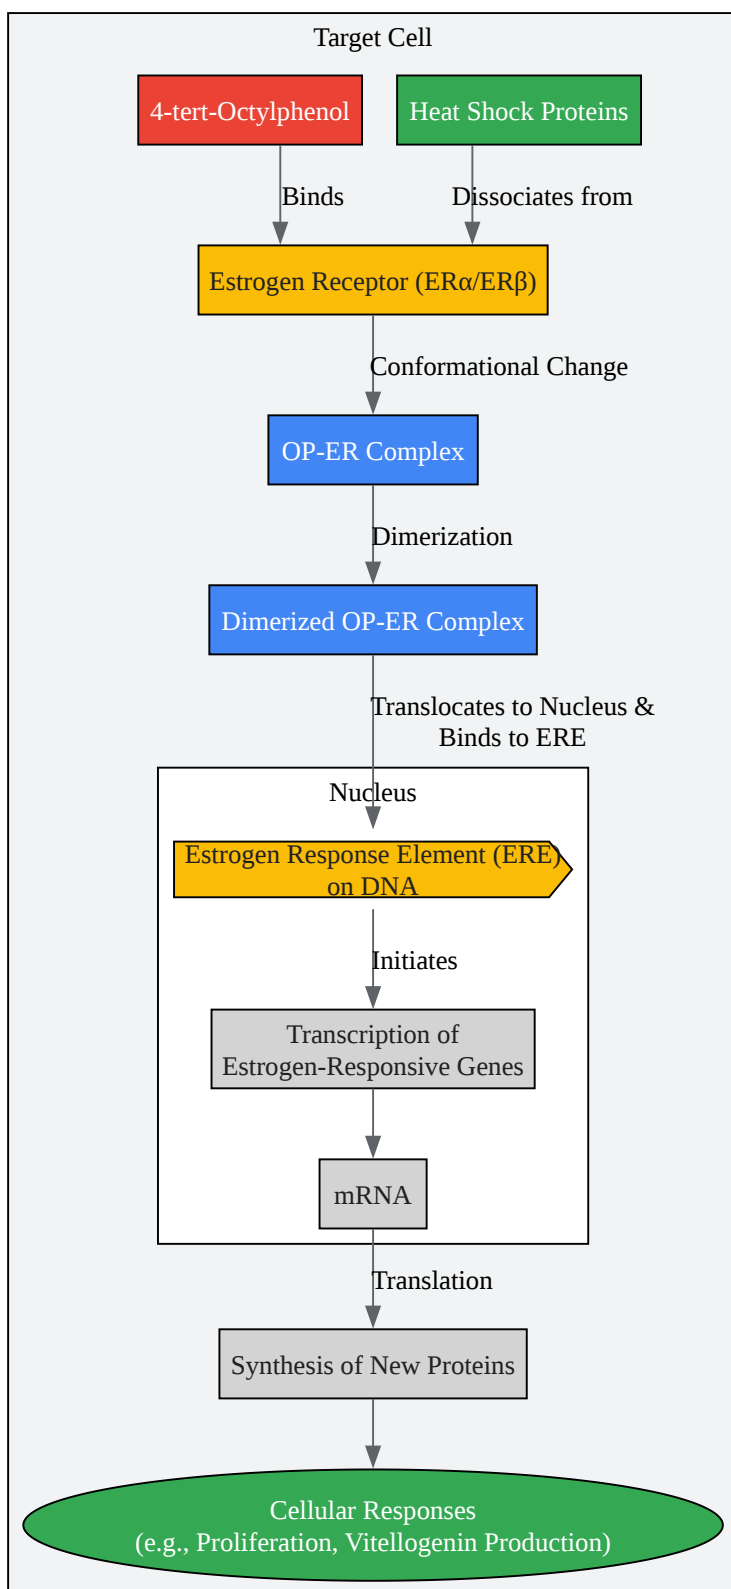 Target Cell
4-tert-Octylphenol
Heat Shock Proteins
Binds
Dissociates from
Estrogen Receptor (ERα/ERβ)
Conformational Change
OP-ER Complex
Dimerization
Dimerized OP-ER Complex
Translocates to Nucleus &
Binds to ERE
Nucleus
Estrogen Response Element (ERE)
on DNA
Initiates
Transcription of
Estrogen-Responsive Genes
mRNA
Translation
Synthesis of New Proteins
Cellular Responses
(e.g., Proliferation, Vitellogenin Production)